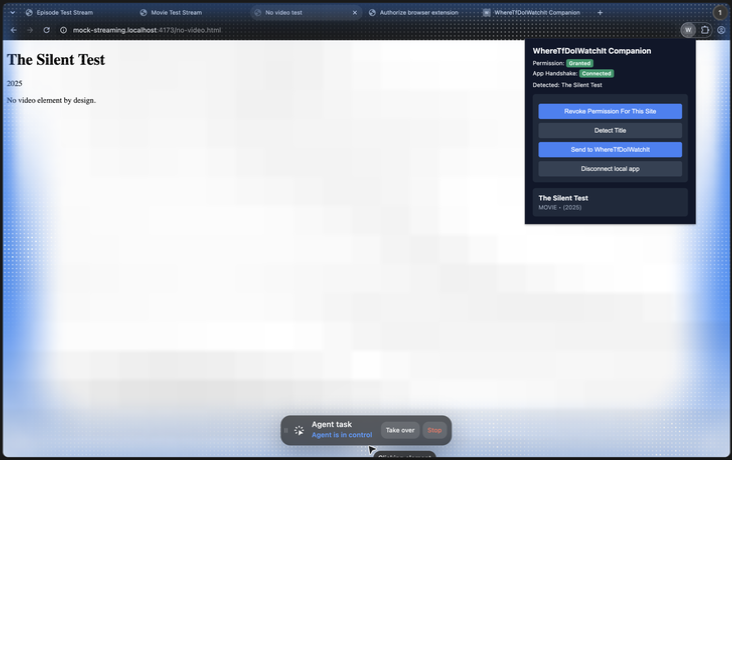 Episode Test Stream
Movie Test Stream
No video test
Authorize browser extension
WhereTfDoIWatchIt Companion
1
mock-streaming.localhost:4173/no-video.html
W
The Silent Test
2025
No video element by design.
WhereTfDoIWatchIt Companion
Permission: Granted
App Handshake: Connected
Detected: The Silent Test
Revoke Permission For This Site
Detect Title
Send to WhereTfDoIWatchIt
Disconnect local app
The Silent Test
MOVIE • (2025)
Agent task
Agent is in control
Take over
Stop
Clicking element